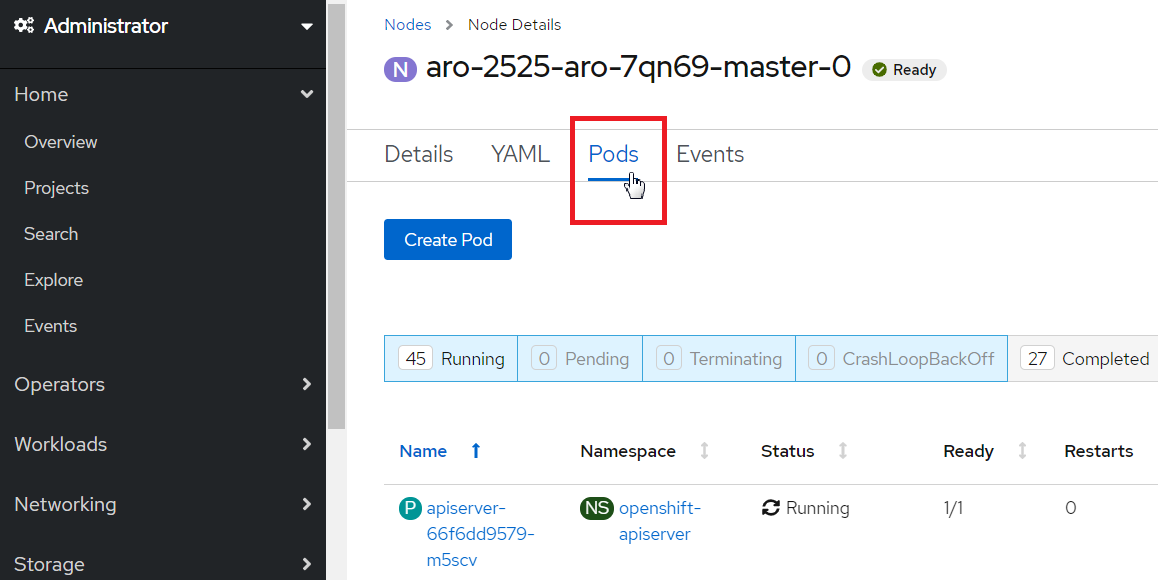 Administrator
Home
Overview
Projects
Search
Explore
Events
Operators
Workloads
Networking
Storage
Nodes > Node Details
N aro-2525-aro-7qn69-master-0 Ready
Details YAML Pods Events
Create Pod
45 Running 0 Pending 0 Terminating 0 CrashLoopBackOff 27 Completed
Name Namespace Status Ready Restarts
P apiserver- NS openshift- Running 1/1 0
66f6dd9579- apiserver
m5scv